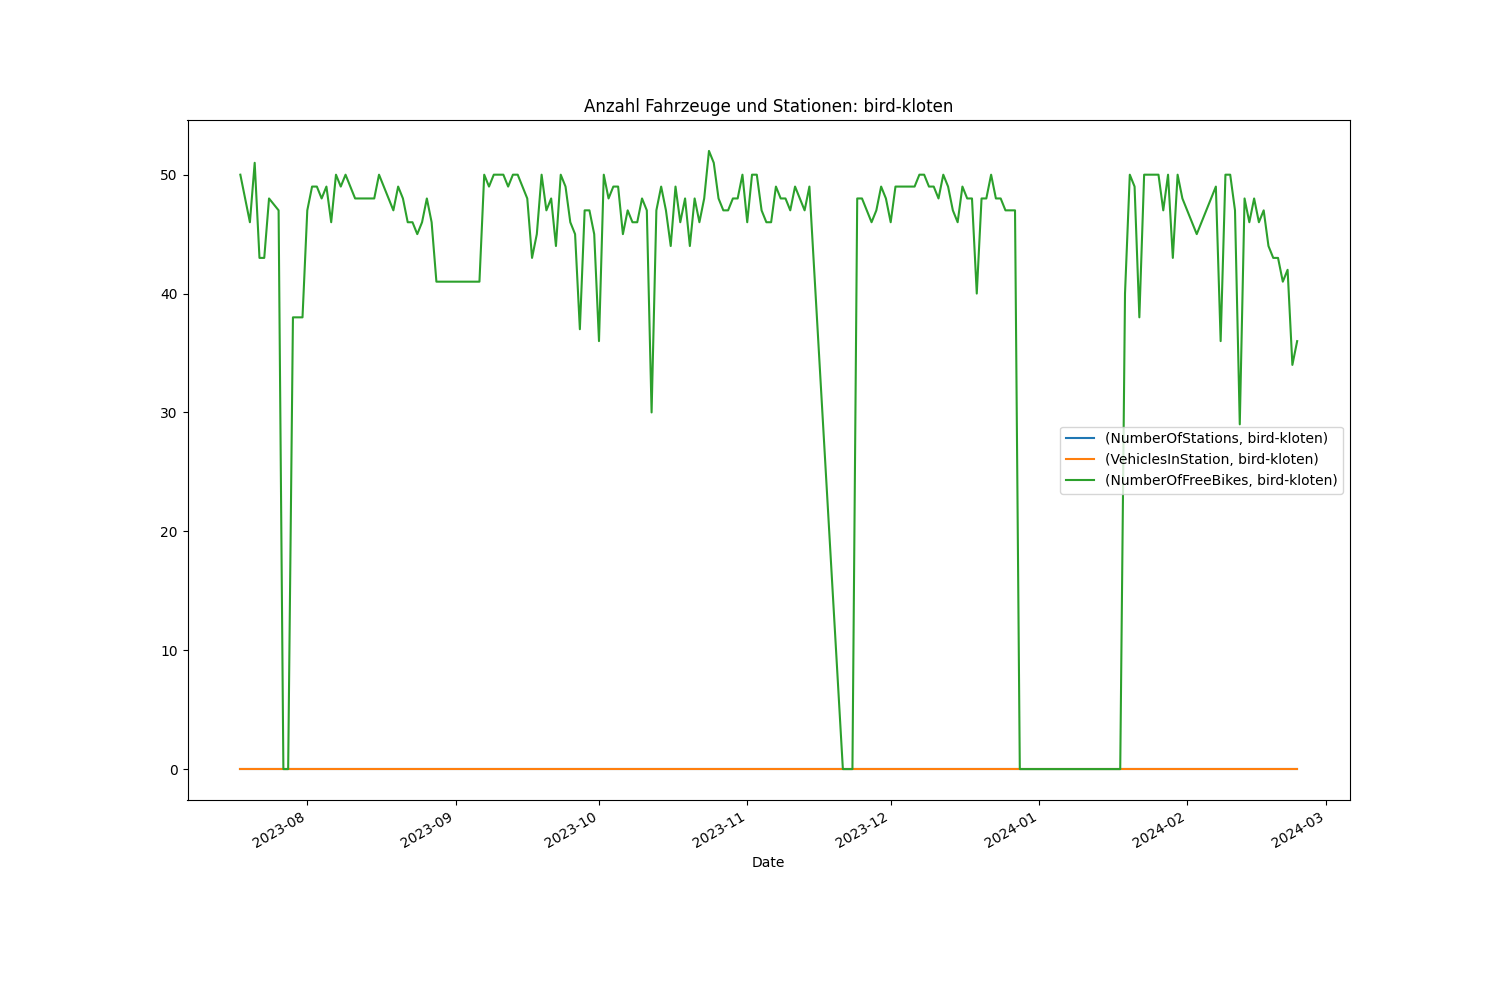 Anzahl Fahrzeuge und Stationen: bird-kloten
50
40
30
20
10
0
(NumberOfStations, bird-kloten)
(VehiclesInStation, bird-kloten)
(NumberOfFreeBikes, bird-kloten)
2023-08
2023-09
2023-10
2023-11
2023-12
2024-01
2024-02
2024-03
Date